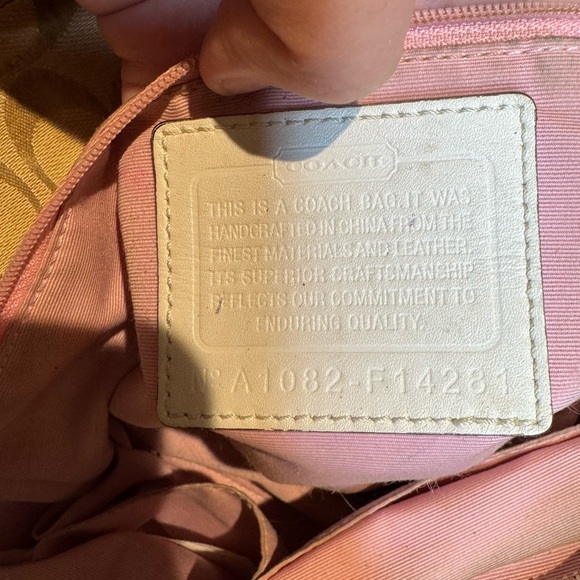 COACH
THIS IS A COACH BAG. IT WAS
HANDCRAFTED IN CHINA FROM THE
FINEST MATERIALS AND LEATHER.
ITS SUPERIOR CRAFTSMANSHIP
REFLECTS OUR COMMITMENT TO
ENDURING QUALITY.
Nº A1082-F14281